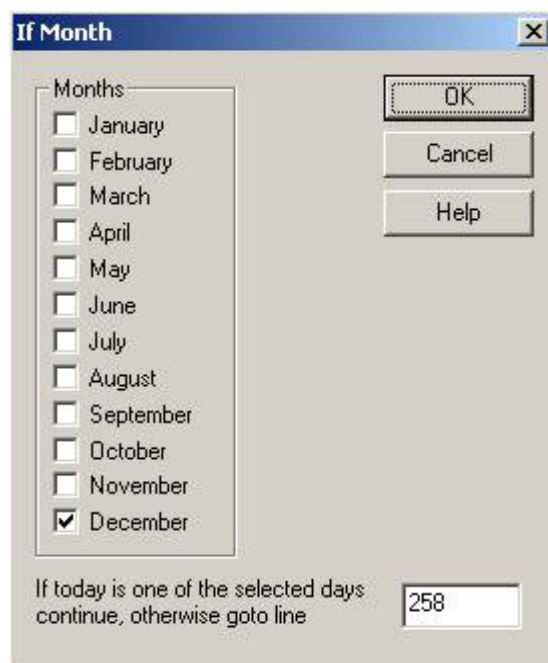 If Month
Months
January
February
March
April
May
June
July
August
September
October
November
December
OK
Cancel
Help
If today is one of the selected days
continue, otherwise goto line
258